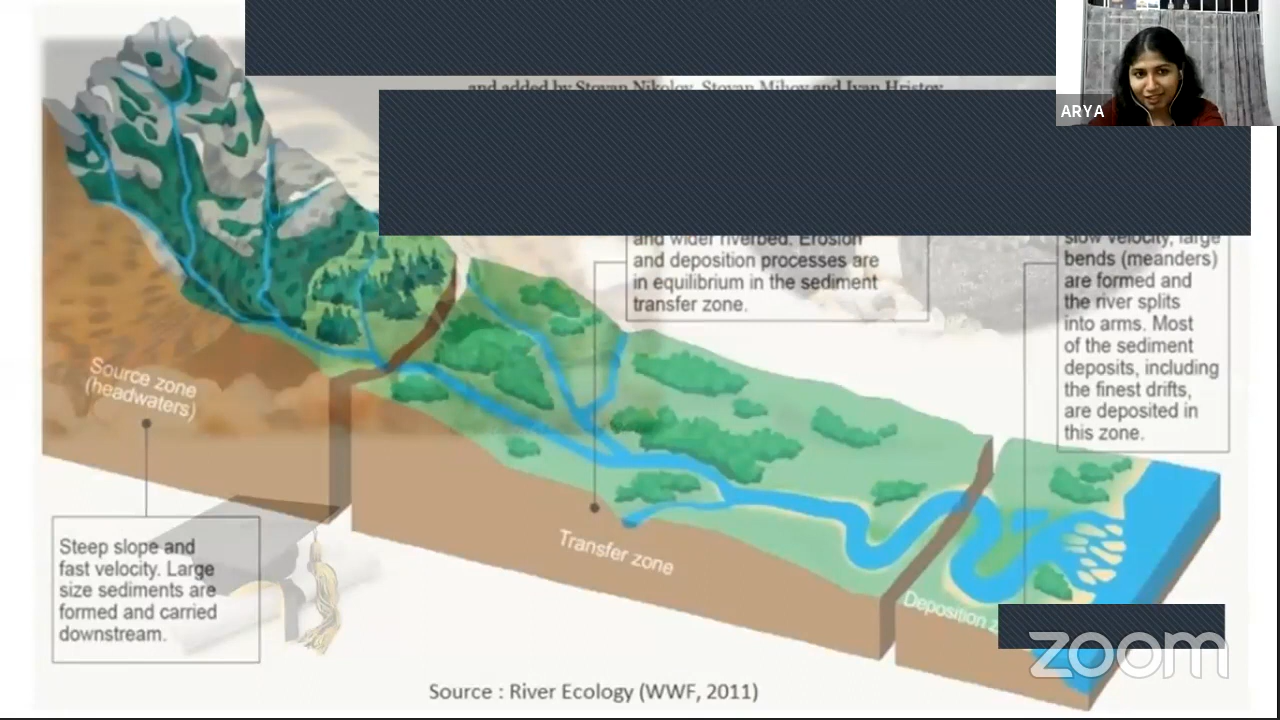 and added by Stoyan Nikolov, Stoyan Mihov and Ivan Hristov
ARYA
and wider riverbed. Erosion
and deposition processes are
in equilibrium in the sediment
transfer zone.
slow velocity, large
bends (meanders)
are formed and
the river splits
into arms. Most
of the sediment
deposits, including
the finest drifts,
are deposited in
this zone.
Source zone
(headwaters)
Steep slope and
fast velocity. Large
size sediments are
formed and carried
downstream.
Transfer zone
Deposition
zoom
Source : River Ecology (WWF, 2011)